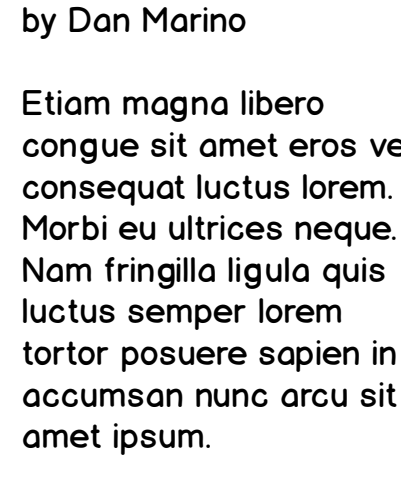 by Dan Marino
Etiam magna libero
congue sit amet eros ve
consequat luctus lorem.
Morbi eu ultrices neque.
Nam fringilla ligula quis
luctus semper lorem
tortor posuere sapien in
accumsan nunc arcu sit
amet ipsum.